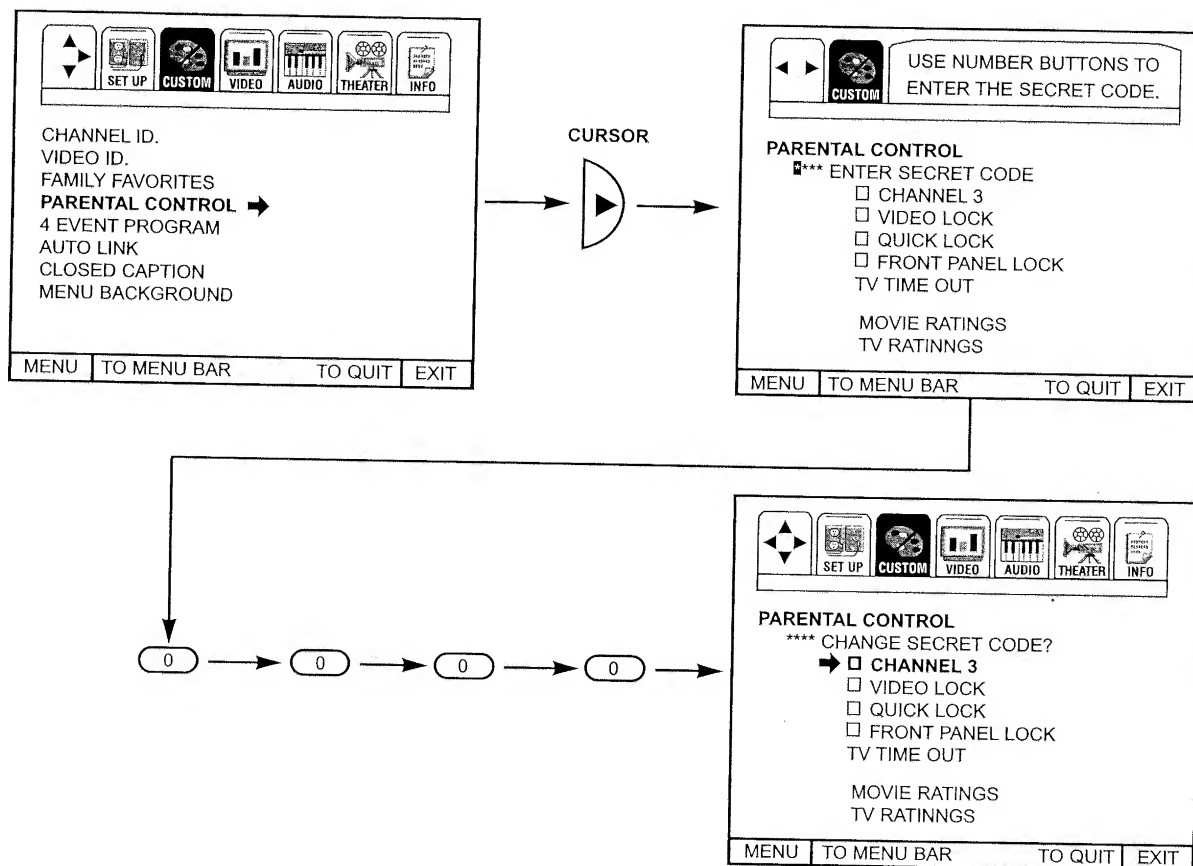 SET UP CUSTOM VIDEO AUDIO THEATER INFO
CHANNEL ID.
VIDEO ID.
FAMILY FAVORITES
PARENTAL CONTROL
4 EVENT PROGRAM
AUTO LINK
CLOSED CAPTION
MENU BACKGROUND
MENU TO MENU BAR TO QUIT EXIT
CURSOR
CUSTOM
USE NUMBER BUTTONS TO
ENTER THE SECRET CODE.
PARENTAL CONTROL
**** ENTER SECRET CODE
CHANNEL 3
VIDEO LOCK
QUICK LOCK
FRONT PANEL LOCK
TV TIME OUT
MOVIE RATINGS
TV RATINNGS
MENU TO MENU BAR TO QUIT EXIT
0 0 0 0
SET UP CUSTOM VIDEO AUDIO THEATER INFO
PARENTAL CONTROL
**** CHANGE SECRET CODE?
CHANNEL 3
VIDEO LOCK
QUICK LOCK
FRONT PANEL LOCK
TV TIME OUT
MOVIE RATINGS
TV RATINNGS
MENU TO MENU BAR TO QUIT EXIT